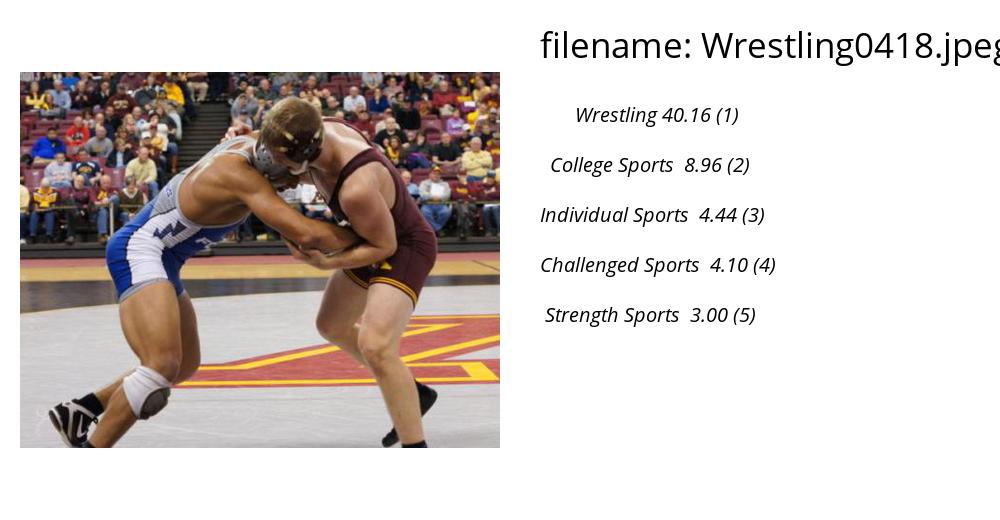 filename: Wrestling0418.jpeg
Wrestling 40.16 (1)
College Sports 8.96 (2)
Individual Sports 4.44 (3)
Challenged Sports 4.10 (4)
Strength Sports 3.00 (5)